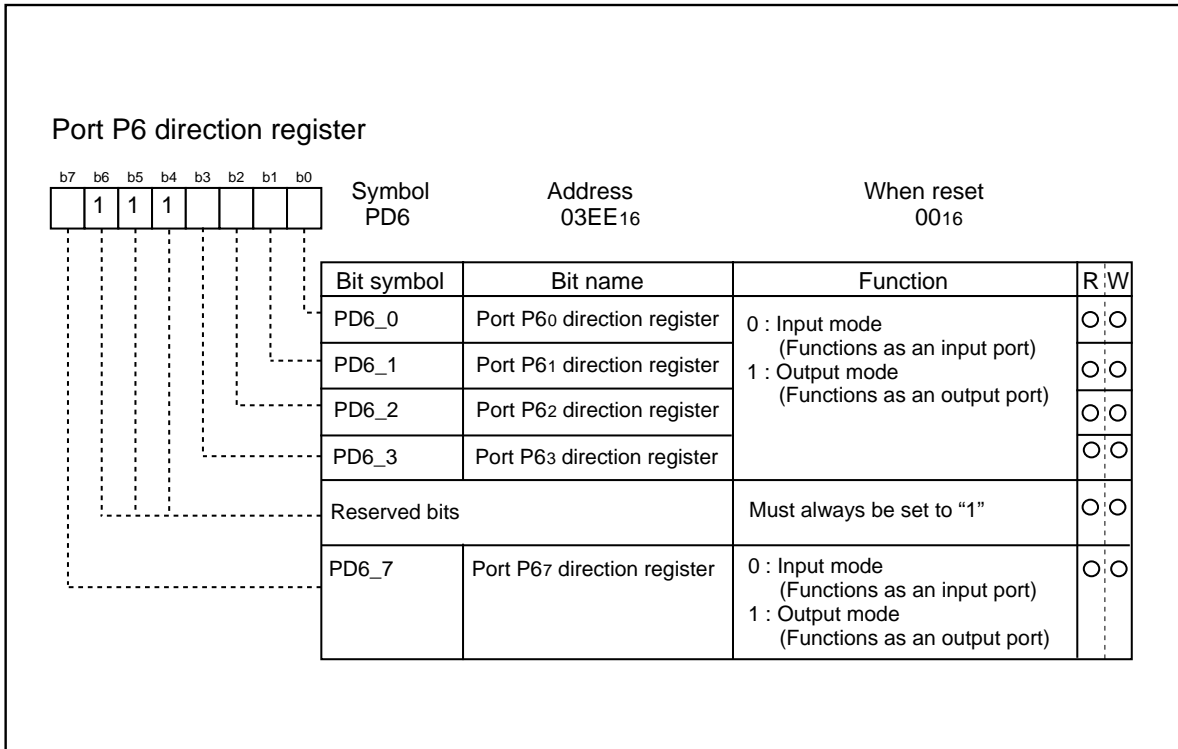 Port P6 direction register
b7 b6 b5 b4 b3 b2 b1 b0
1 1 1
Symbol Address When reset
PD6 03EE16 0016
Bit symbol Bit name Function R W
PD6_0 Port P60 direction register
0 : Input mode
(Functions as an input port)
1 : Output mode
(Functions as an output port)
PD6_1 Port P61 direction register
PD6_2 Port P62 direction register
PD6_3 Port P63 direction register
Reserved bits Must always be set to “1”
PD6_7 Port P67 direction register
0 : Input mode
(Functions as an input port)
1 : Output mode
(Functions as an output port)